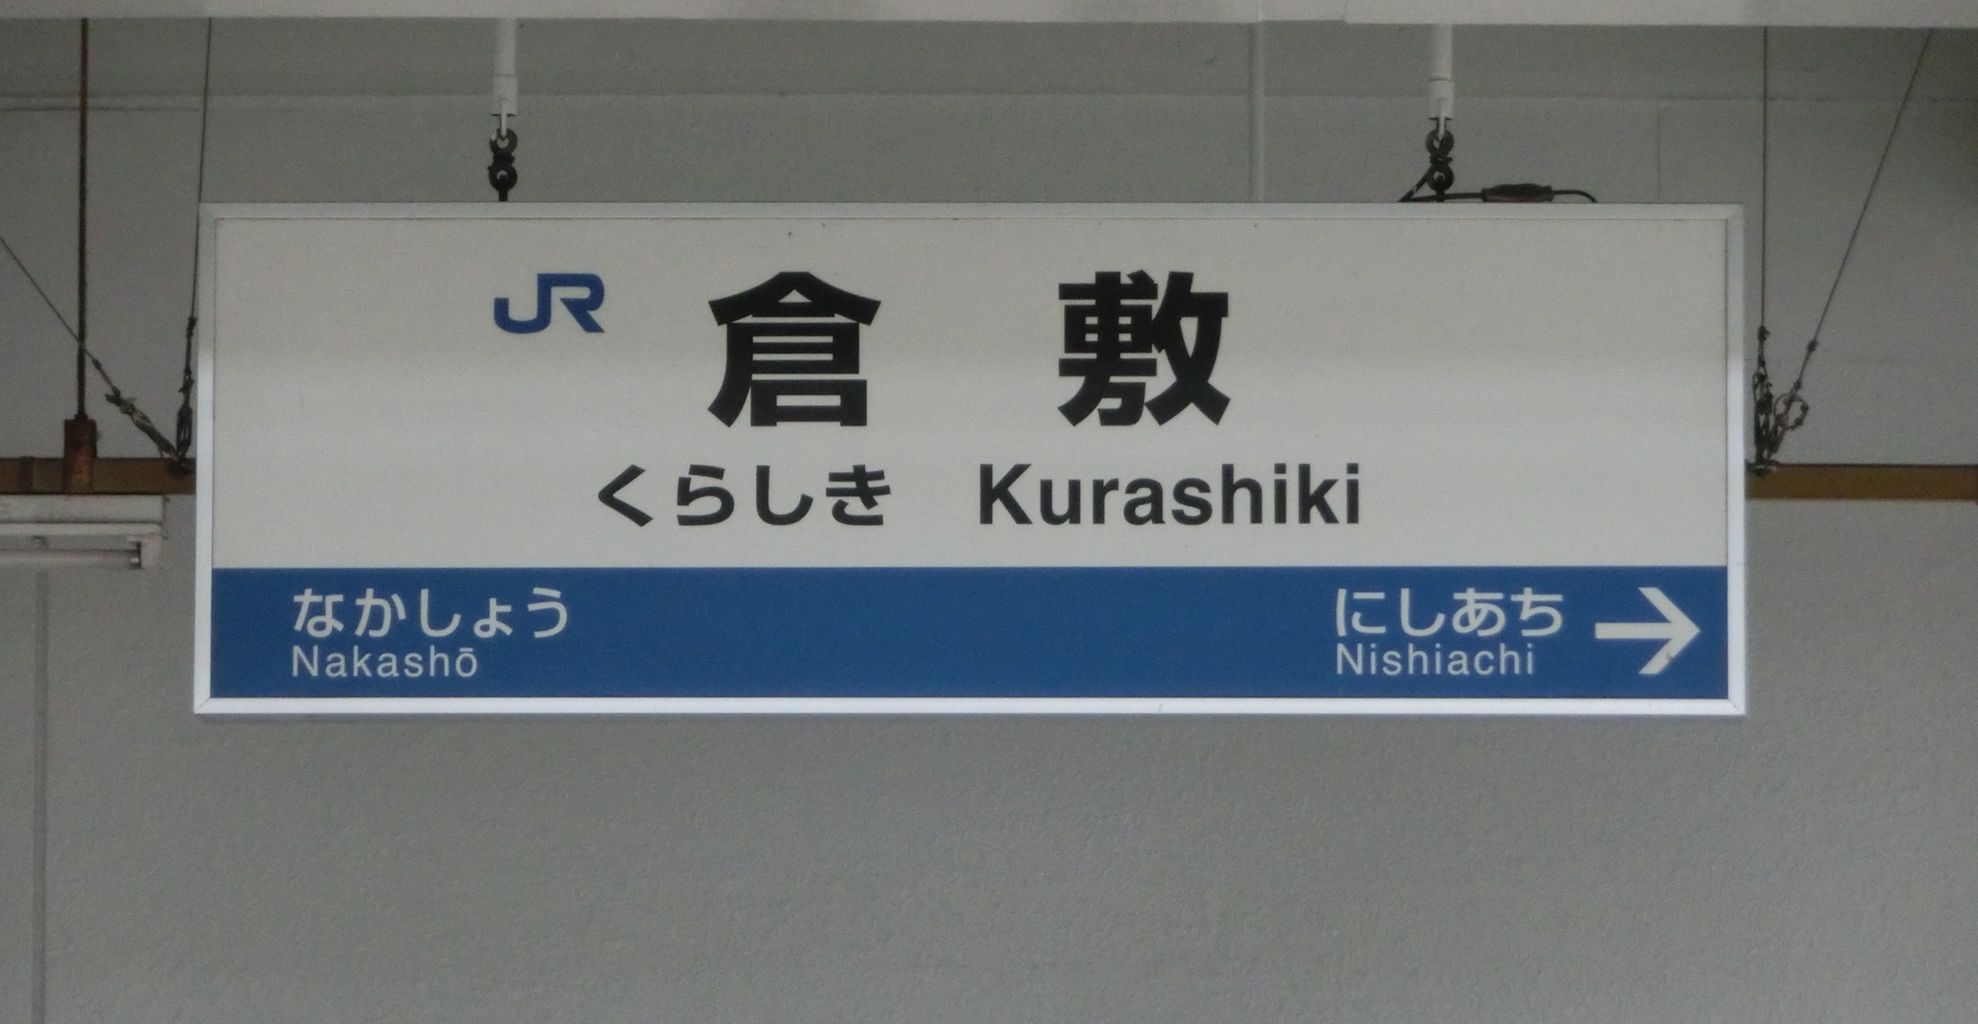 JR 倉敷
くらしき Kurashiki
なかしょう にしあち →
Nakashō Nishiachi